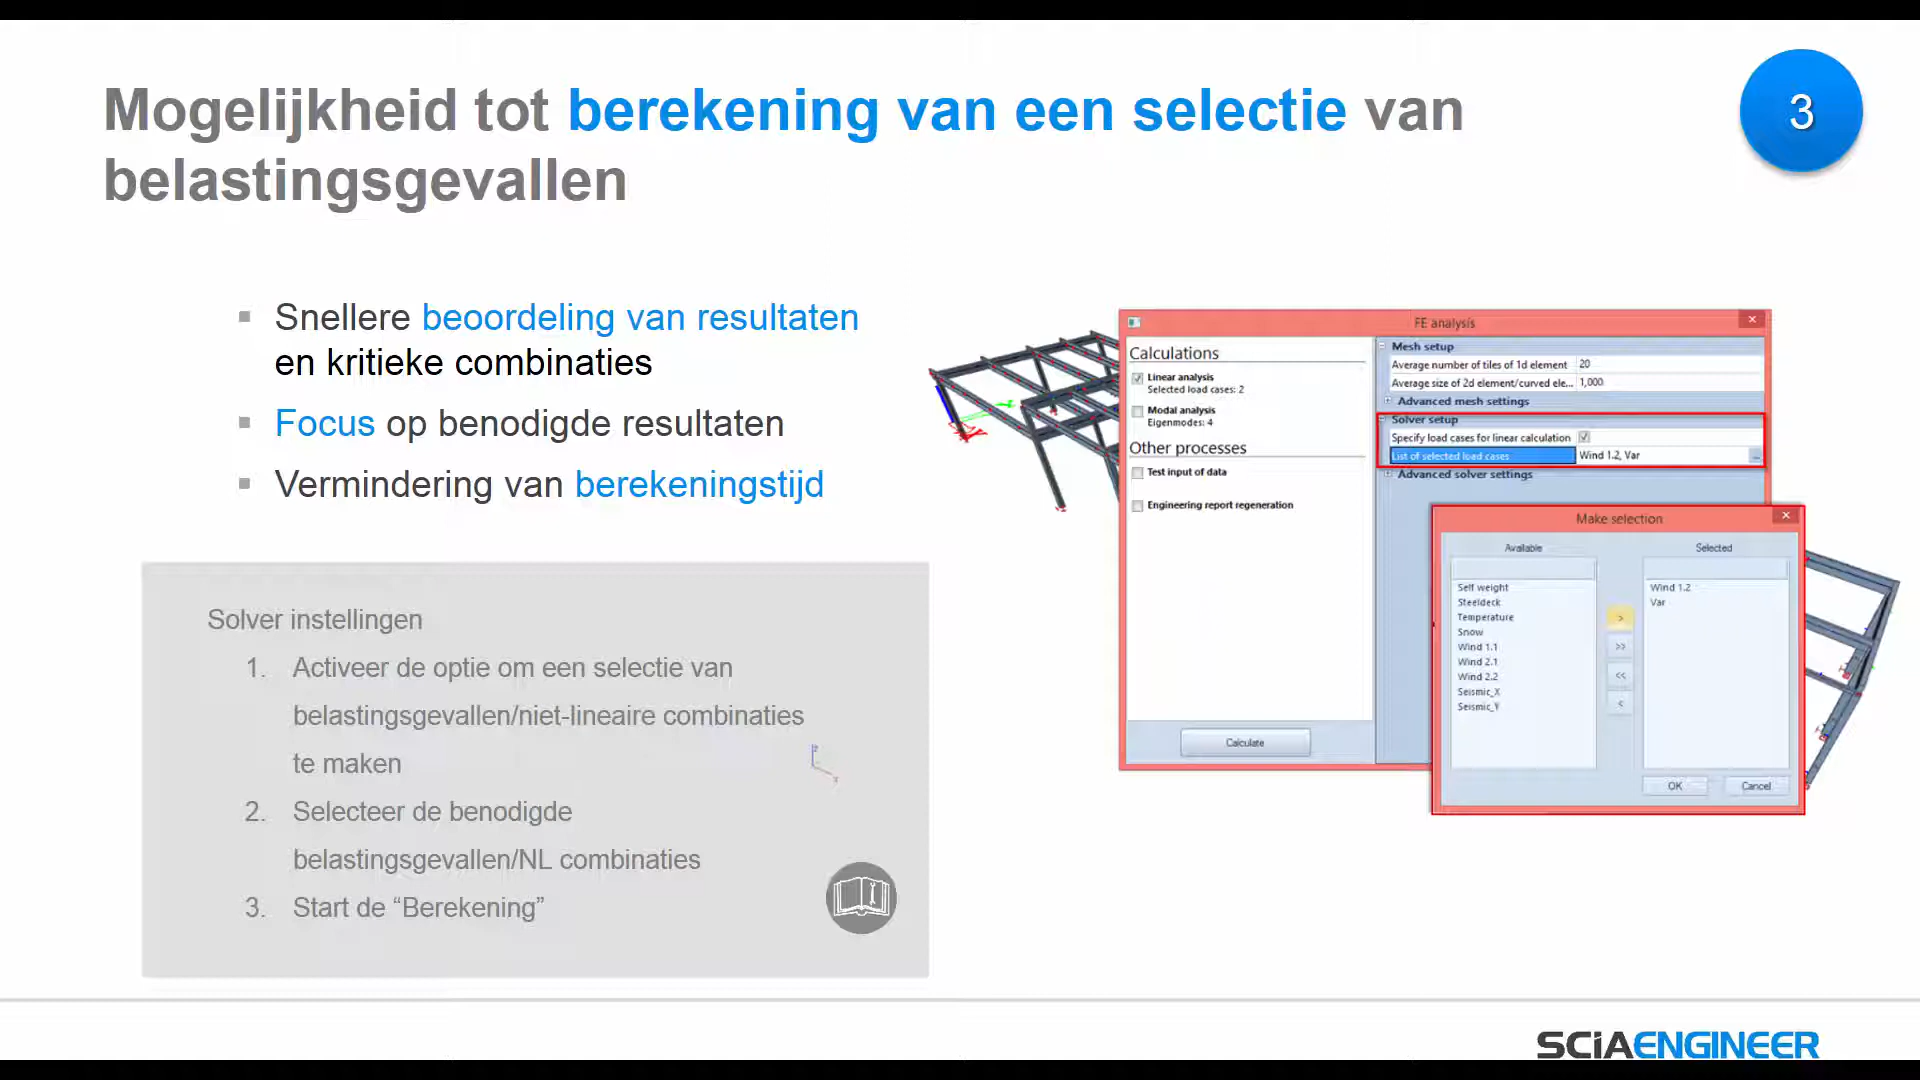 Mogelijkheid tot berekening van een selectie van
belastingsgevallen
3
Snellere beoordeling van resultaten
en kritieke combinaties
Focus op benodigde resultaten
Vermindering van berekeningstijd
Solver instellingen
1. Activeer de optie om een selectie van
belastingsgevallen/niet-lineaire combinaties
te maken
2. Selecteer de benodigde
belastingsgevallen/NL combinaties
3. Start de “Berekening”
FE analysis
Calculations
Linear analysis
Selected load cases: 2
Modal analysis
Eigenmodes: 4
Other processes
Test input of data
Engineering report regeneration
Calculate
Mesh setup
Average number of tiles of 1d element 20
Average size of 2d element/curved ele... 1,000
Advanced mesh settings
Solver setup
Specify load cases for linear calculation
List of selected load cases Wind 1.2, Var ...
Advanced solver settings
Make selection
Available
Self weight
Steeldeck
Temperature
Snow
Wind 1.1
Wind 2.1
Wind 2.2
Seismic_X
Seismic_Y
>
>>
<<
<
Selected
Wind 1.2
Var
OK Cancel
SCIAENGINEER